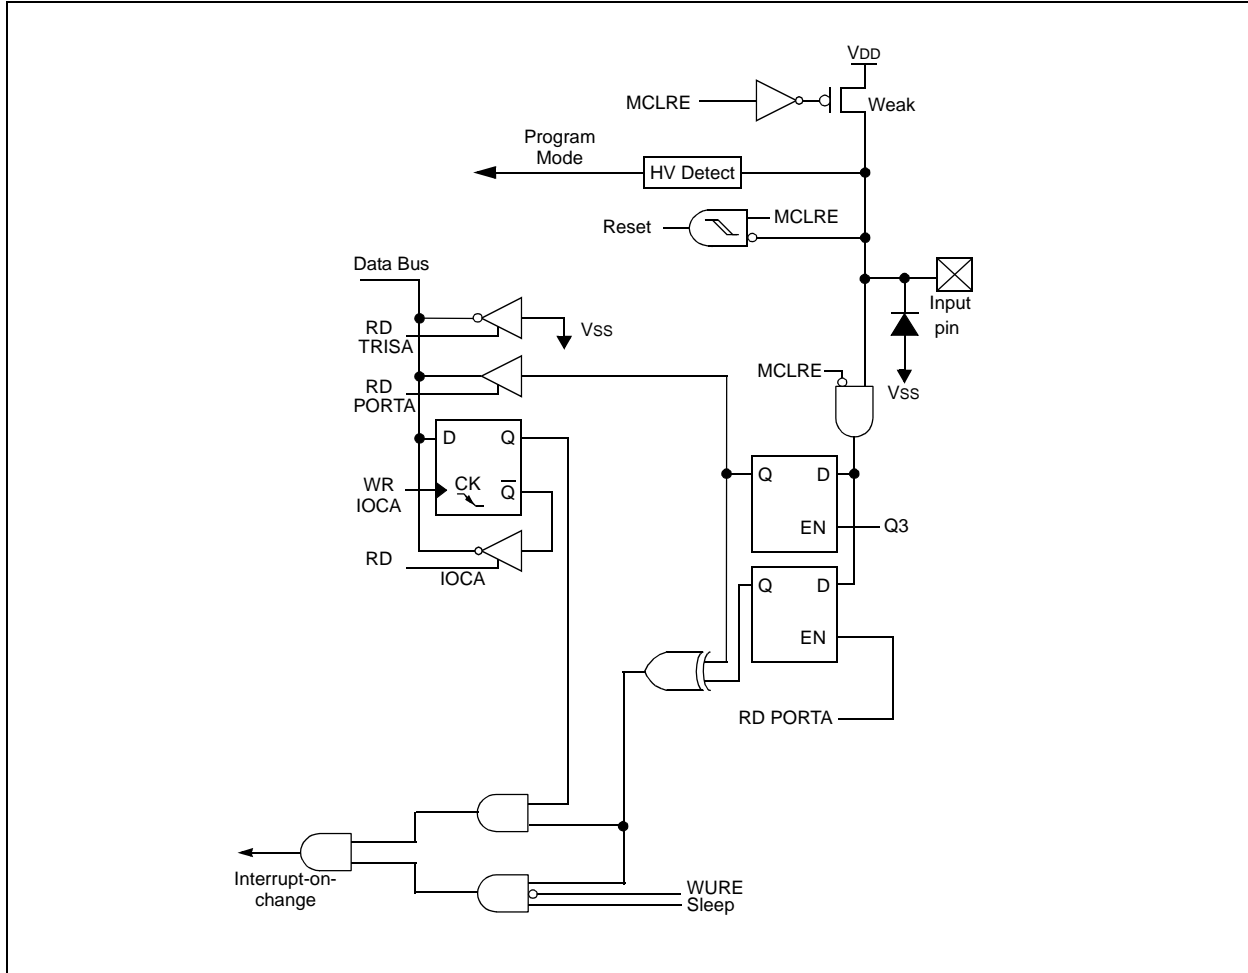 VDD
MCLRE
Weak
Program
Mode
HV Detect
MCLRE
Reset
Data Bus
Input
pin
RD
TRISA
VSS
MCLRE
VSS
RD
PORTA
D
Q
Q
D
WR
IOCA
CK
Q̅
EN
Q3
RD
IOCA
Q
D
EN
RD PORTA
Interrupt-on-
change
WURE
Sleep